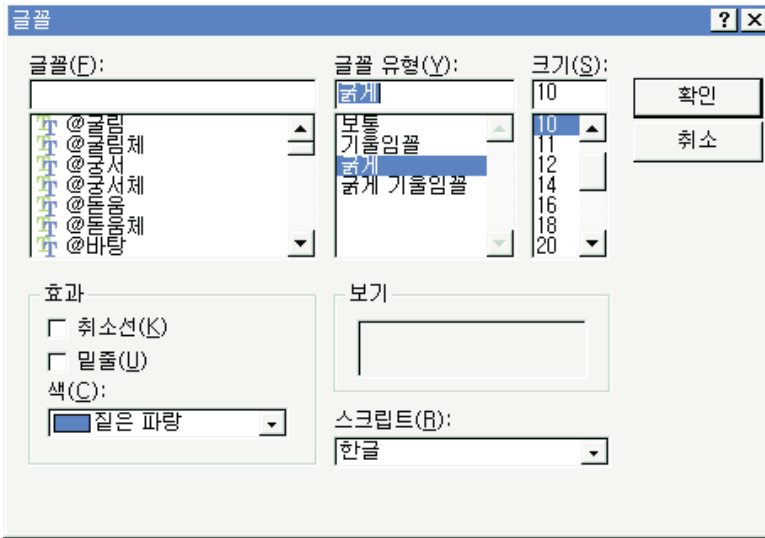 글꼴
글꼴(F):
@굴림
@굴림체
@궁서
@궁서체
@돋움
@돋움체
@바탕
글꼴 유형(Y):
굵게
보통
기울임꼴
굵게
굵게 기울임꼴
크기(S):
10
10
11
12
14
16
18
20
확인
취소
효과
취소선(K)
밑줄(U)
색(C):
짙은 파랑
보기
스크립트(R):
한글